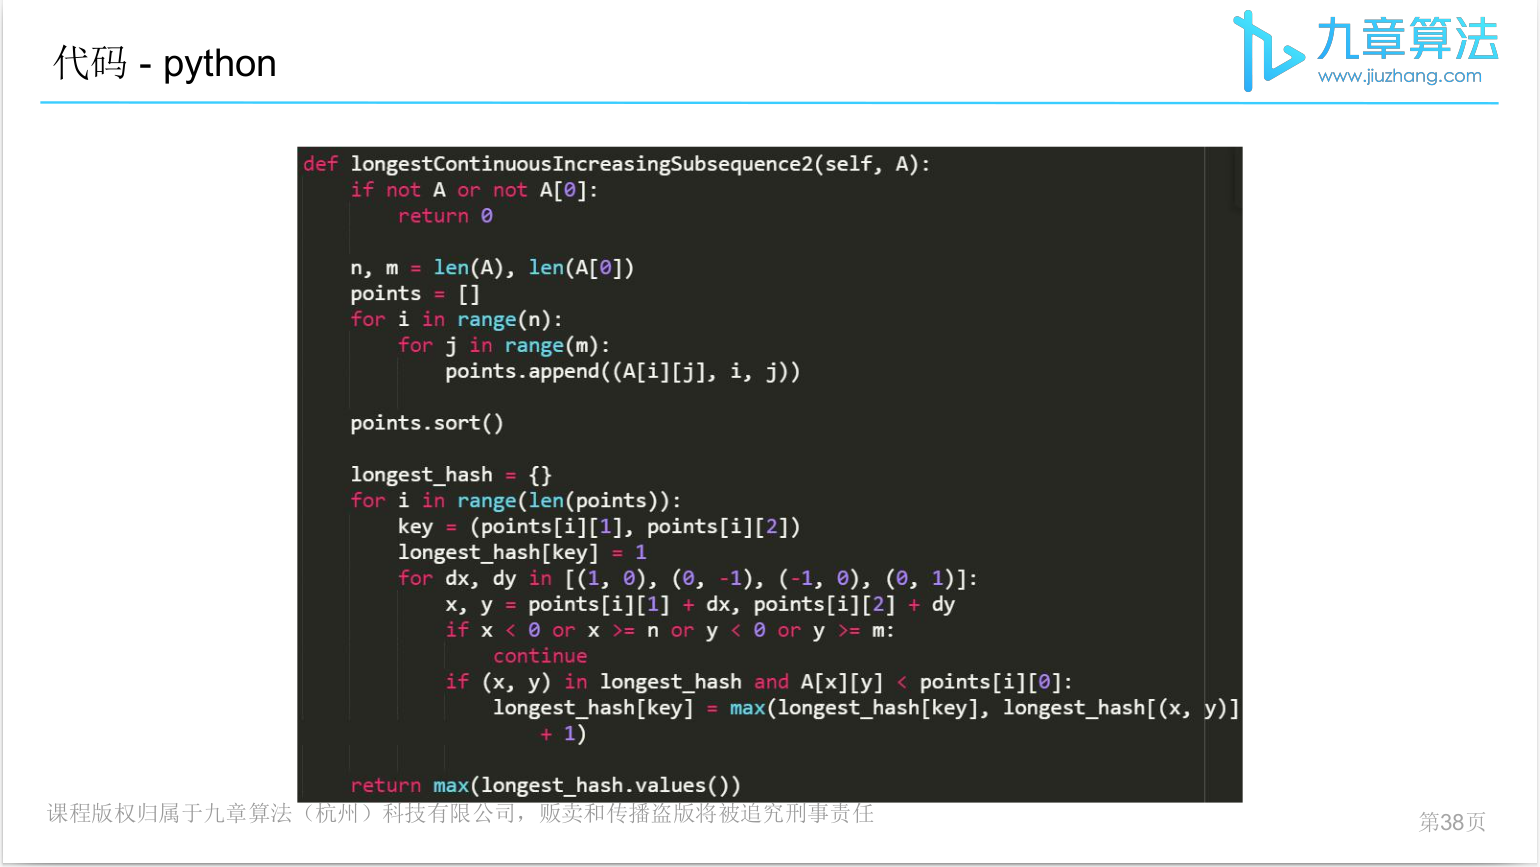 代码 - python
九章算法
www.jiuzhang.com
def longestContinuousIncreasingSubsequence2(self, A):
    if not A or not A[0]:
        return 0

    n, m = len(A), len(A[0])
    points = []
    for i in range(n):
        for j in range(m):
            points.append((A[i][j], i, j))

    points.sort()

    longest_hash = {}
    for i in range(len(points)):
        key = (points[i][1], points[i][2])
        longest_hash[key] = 1
        for dx, dy in [(1, 0), (0, -1), (-1, 0), (0, 1)]:
            x, y = points[i][1] + dx, points[i][2] + dy
            if x < 0 or x >= n or y < 0 or y >= m:
                continue
            if (x, y) in longest_hash and A[x][y] < points[i][0]:
                longest_hash[key] = max(longest_hash[key], longest_hash[(x, y)]
                    + 1)

    return max(longest_hash.values())
课程版权归属于九章算法（杭州）科技有限公司，贩卖和传播盗版将被追究刑事责任
第38页